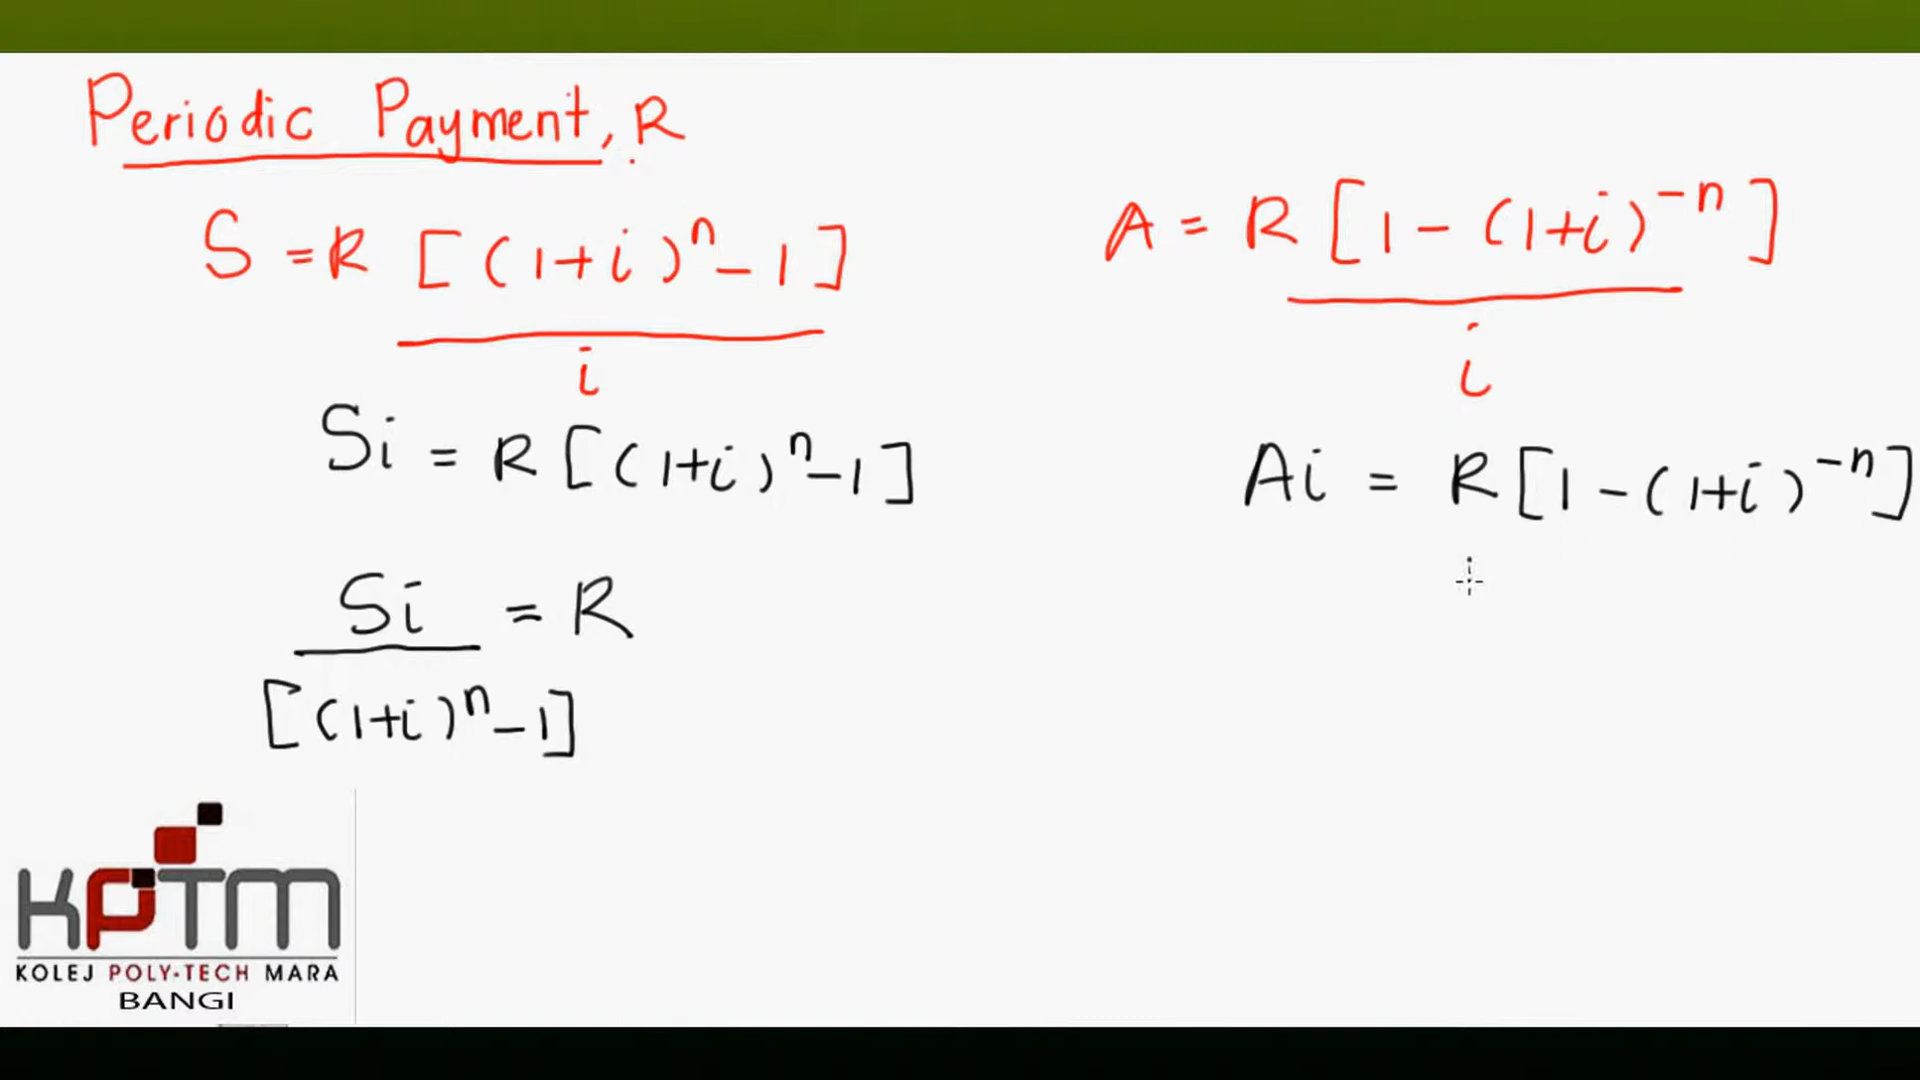 Periodic Payment, R
S = R [(1+i)^n - 1]
i
Si = R[(1+i)^n - 1]
Si = R
[(1+i)^n - 1]
A = R [1 - (1+i)^-n]
i
Ai = R[1 - (1+i)^-n]
KPTM
KOLEJ POLY-TECH MARA
BANGI